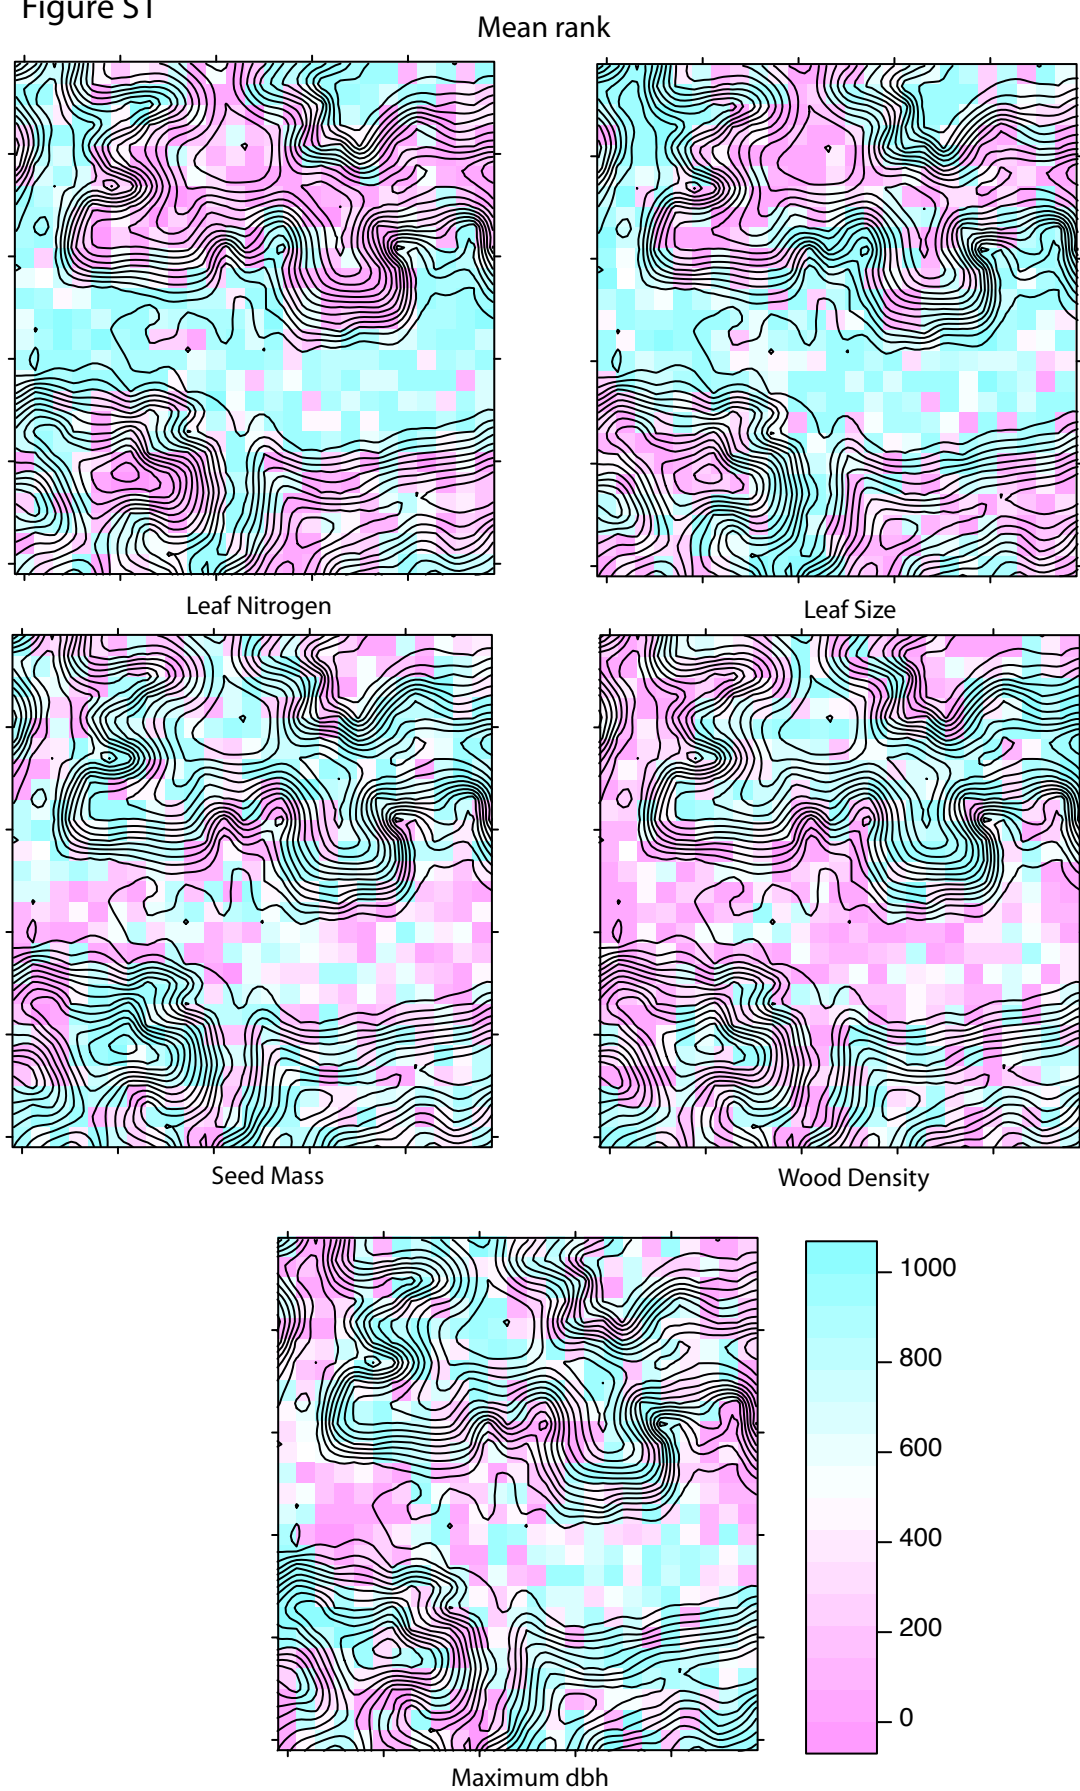 Figure S1
Mean rank
Leaf Nitrogen
Leaf Size
Seed Mass
Wood Density
1000
800
600
400
200
0
Maximum dbh